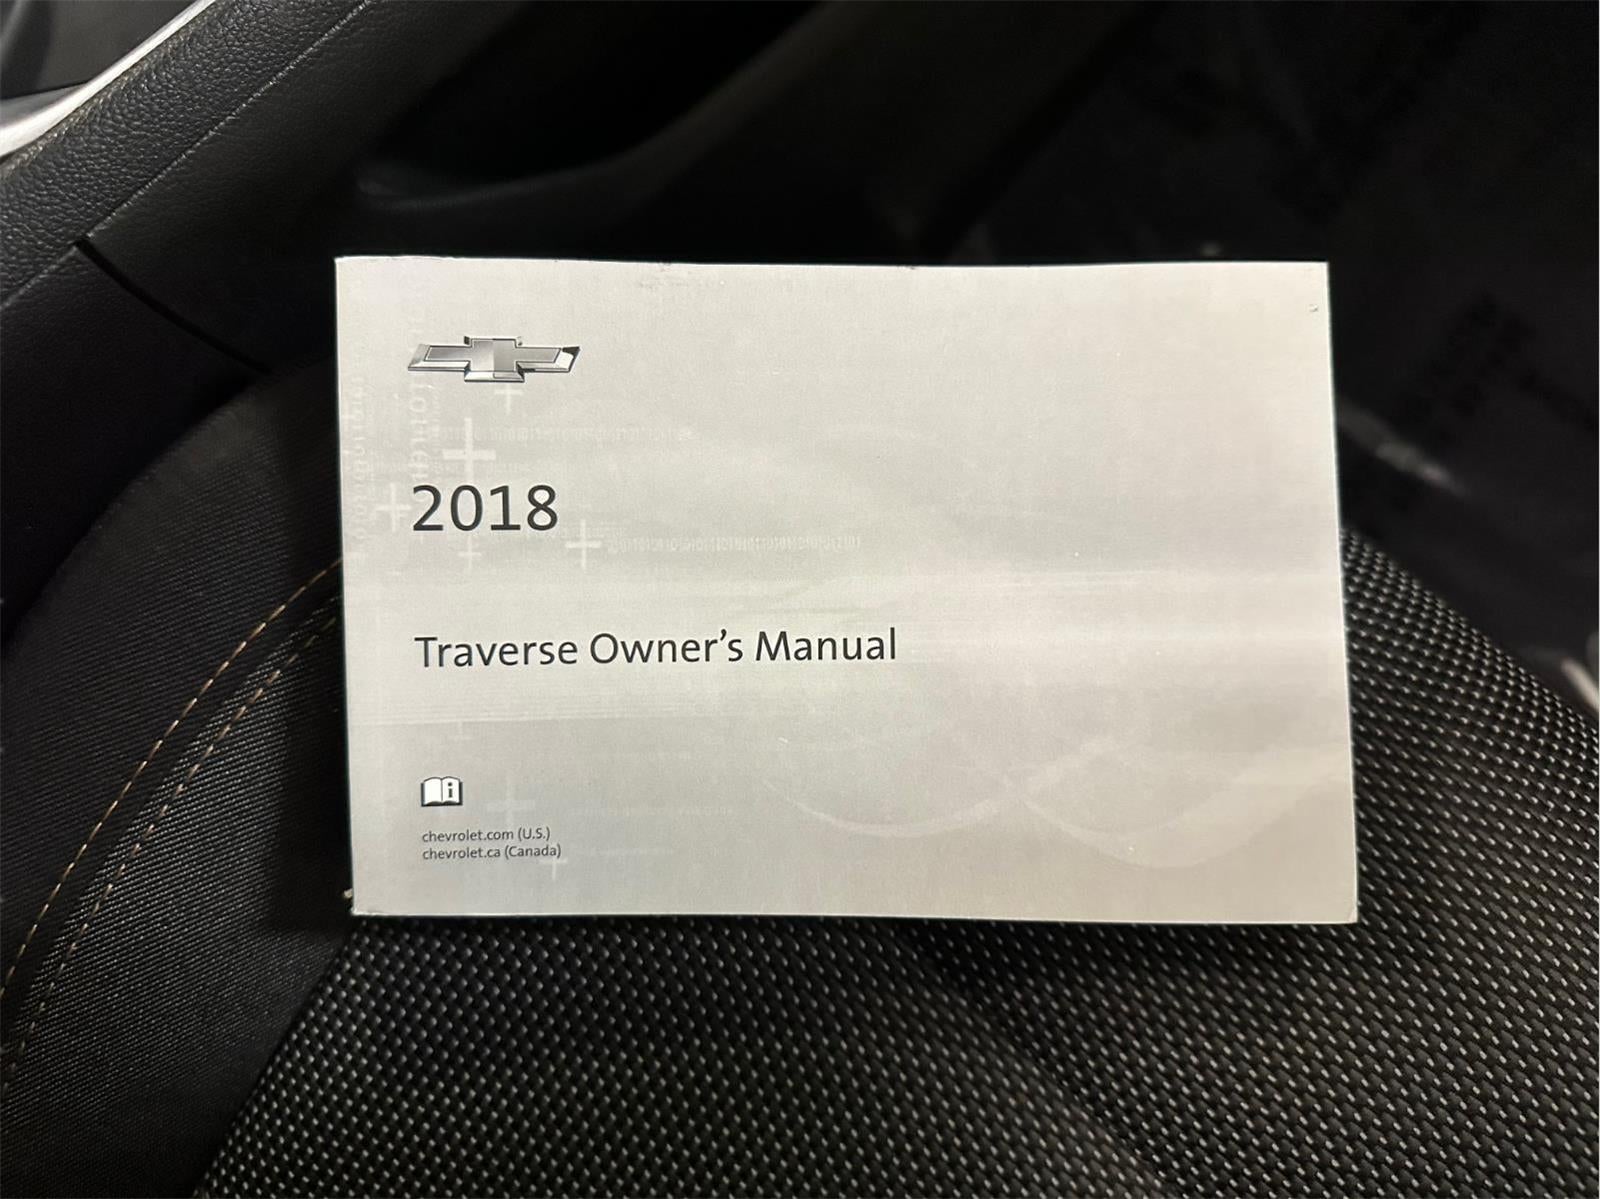 2018
Traverse Owner's Manual
i
chevrolet.com (U.S.)
chevrolet.ca (Canada)